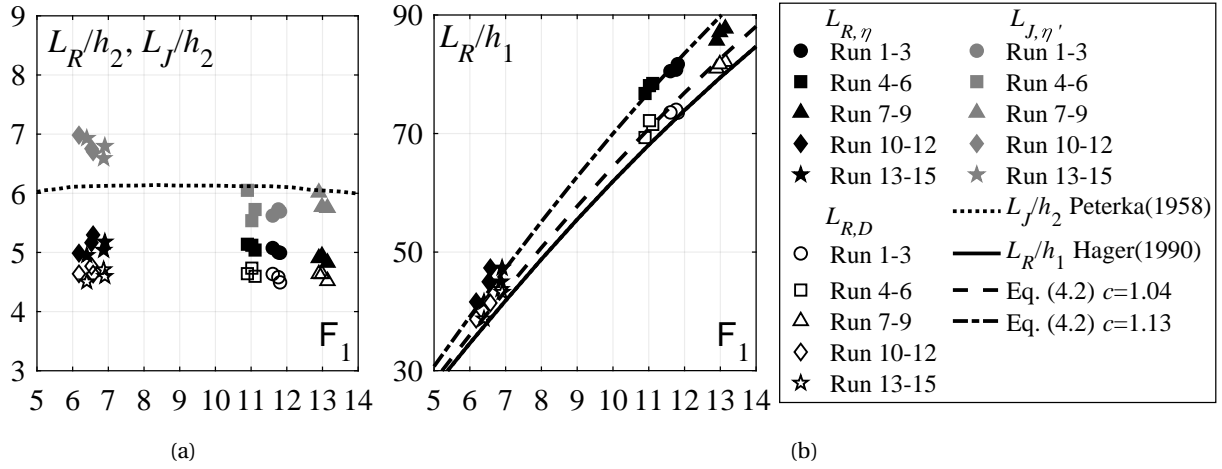 L_R/h_2, L_J/h_2
9
8
7
6
5
4
3
F_1
5 6 7 8 9 10 11 12 13 14
(a)
L_R/h_1
90
70
50
30
F_1
5 6 7 8 9 10 11 12 13 14
(b)
L_{R,η}
Run 1-3
Run 4-6
Run 7-9
Run 10-12
Run 13-15
L_{R,D}
Run 1-3
Run 4-6
Run 7-9
Run 10-12
Run 13-15
L_{J,η'}
Run 1-3
Run 4-6
Run 7-9
Run 10-12
Run 13-15
L_J/h_2 Peterka(1958)
L_R/h_1 Hager(1990)
Eq. (4.2) c=1.04
Eq. (4.2) c=1.13